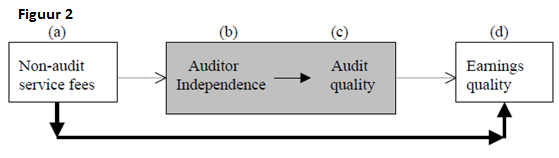 Figuur 2
(a) (b) (c) (d)
Non-audit Auditor Audit Earnings
service fees Independence quality quality